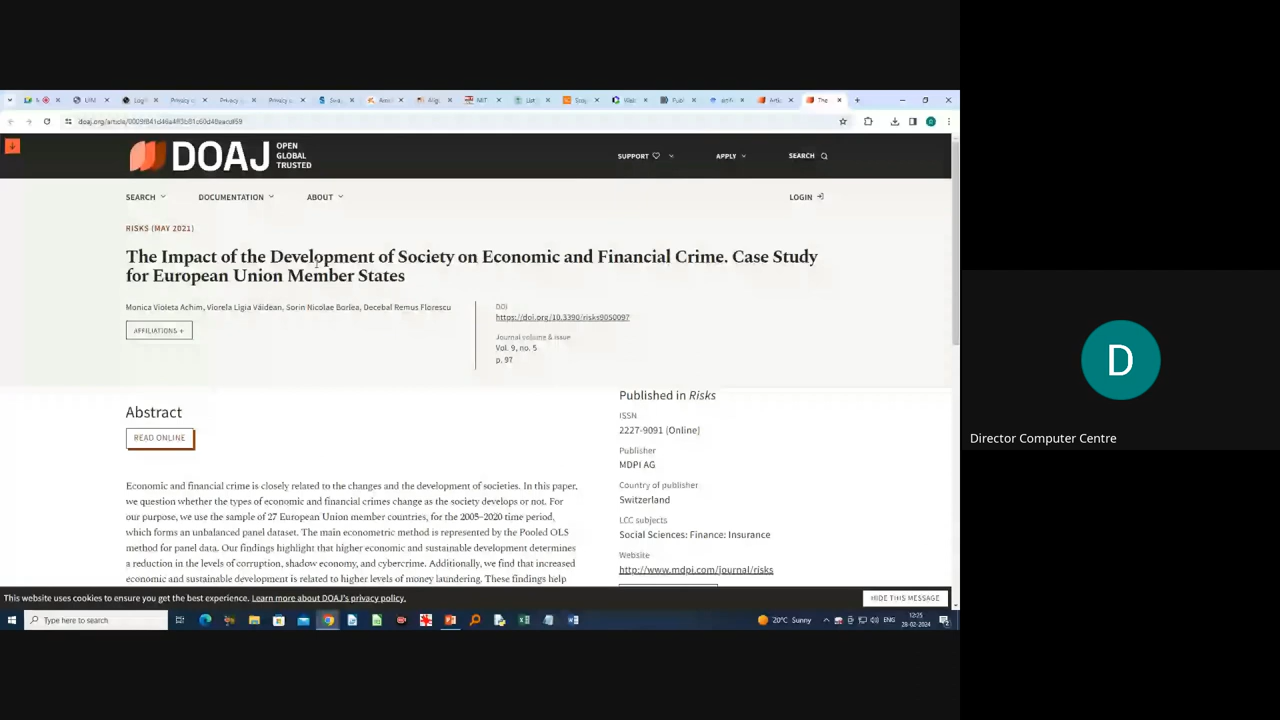 doaj.org/article/0009f841d46a4ff3b81c60d48aacdf59
DOAJ
OPEN
GLOBAL
TRUSTED
SUPPORT
APPLY
SEARCH
SEARCH
DOCUMENTATION
ABOUT
LOGIN
RISKS (MAY 2021)
The Impact of the Development of Society on Economic and Financial Crime. Case Study
for European Union Member States
Monica Violeta Achim, Viorela Ligia Văidean, Sorin Nicolae Borlea, Decebal Remus Florescu
AFFILIATIONS +
DOI
https://doi.org/10.3390/risks9050097
Journal volume & issue
Vol. 9, no. 5
p. 97
Abstract
READ ONLINE
Economic and financial crime is closely related to the changes and the development of societies. In this paper,
we question whether the types of economic and financial crimes change as the society develops or not. For
our purpose, we use the sample of 27 European Union member countries, for the 2005–2020 time period,
which forms an unbalanced panel dataset. The main econometric method is represented by the Pooled OLS
method for panel data. Our findings highlight that higher economic and sustainable development determines
a reduction in the levels of corruption, shadow economy, and cybercrime. Additionally, we find that increased
economic and sustainable development is related to higher levels of money laundering. These findings help
Published in Risks
ISSN
2227-9091 (Online)
Publisher
MDPI AG
Country of publisher
Switzerland
LCC subjects
Social Sciences: Finance: Insurance
Website
http://www.mdpi.com/journal/risks
This website uses cookies to ensure you get the best experience. Learn more about DOAJ's privacy policy.
HIDE THIS MESSAGE
Type here to search
20°C Sunny
ENG
12:25
28-02-2024
D
Director Computer Centre